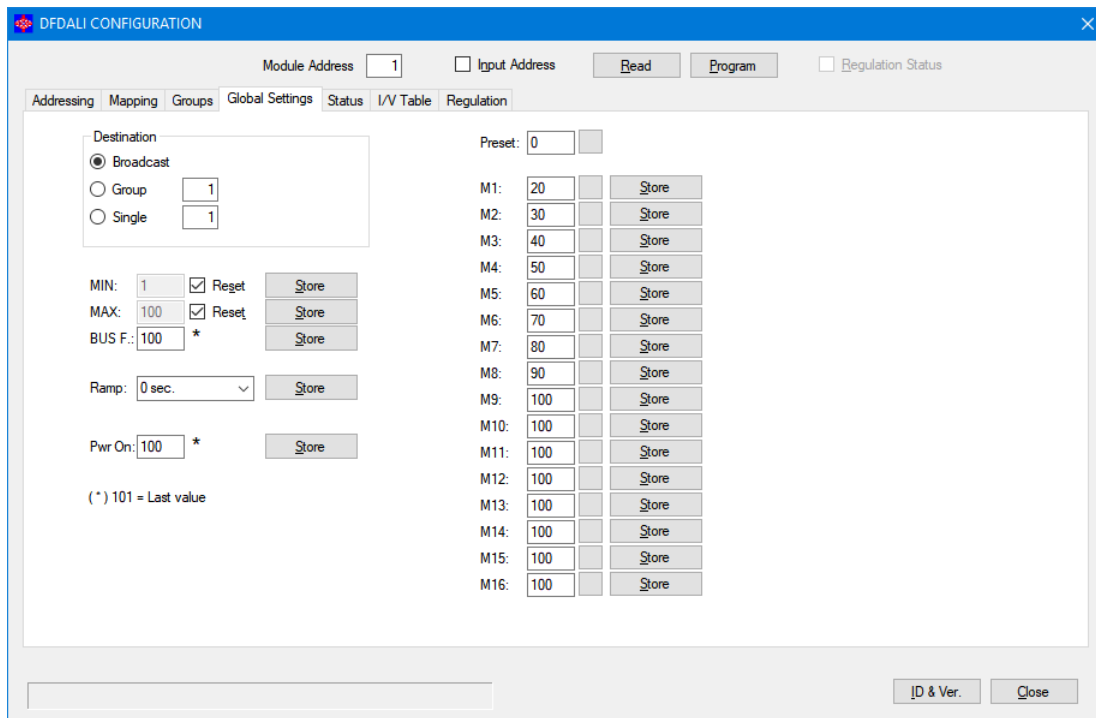 DFDALI CONFIGURATION
Module Address 1 Input Address Read Program Regulation Status
Addressing Mapping Groups Global Settings Status I/V Table Regulation
Destination
Broadcast
Group 1
Single 1
MIN: 1 Reset Store
MAX: 100 Reset Store
BUS F.: 100 * Store
Ramp: 0 sec. Store
Pwr On: 100 * Store
( * ) 101 = Last value
Preset: 0
M1: 20 Store
M2: 30 Store
M3: 40 Store
M4: 50 Store
M5: 60 Store
M6: 70 Store
M7: 80 Store
M8: 90 Store
M9: 100 Store
M10: 100 Store
M11: 100 Store
M12: 100 Store
M13: 100 Store
M14: 100 Store
M15: 100 Store
M16: 100 Store
ID & Ver. Close